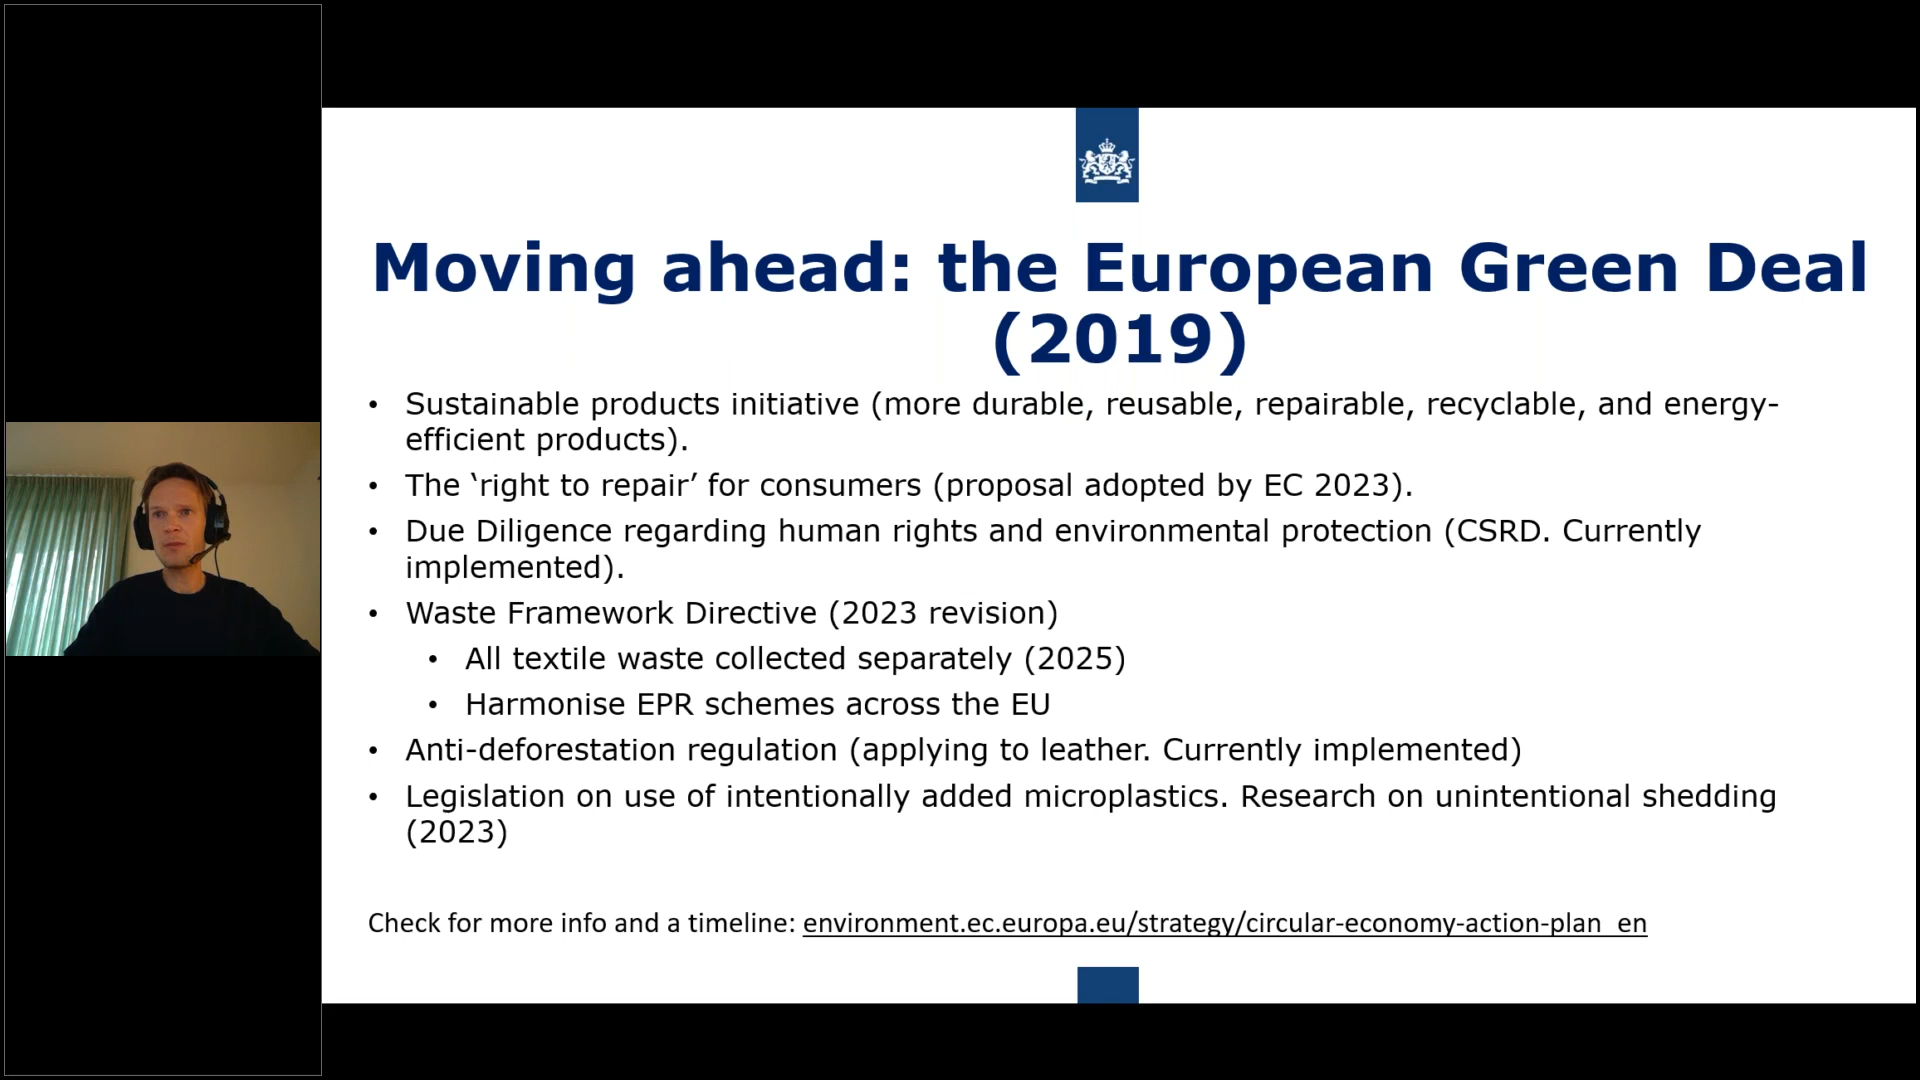 Moving ahead: the European Green Deal
(2019)
• Sustainable products initiative (more durable, reusable, repairable, recyclable, and energy-
efficient products).
• The ‘right to repair’ for consumers (proposal adopted by EC 2023).
• Due Diligence regarding human rights and environmental protection (CSRD. Currently
implemented).
• Waste Framework Directive (2023 revision)
• All textile waste collected separately (2025)
• Harmonise EPR schemes across the EU
• Anti-deforestation regulation (applying to leather. Currently implemented)
• Legislation on use of intentionally added microplastics. Research on unintentional shedding
(2023)
Check for more info and a timeline: environment.ec.europa.eu/strategy/circular-economy-action-plan_en